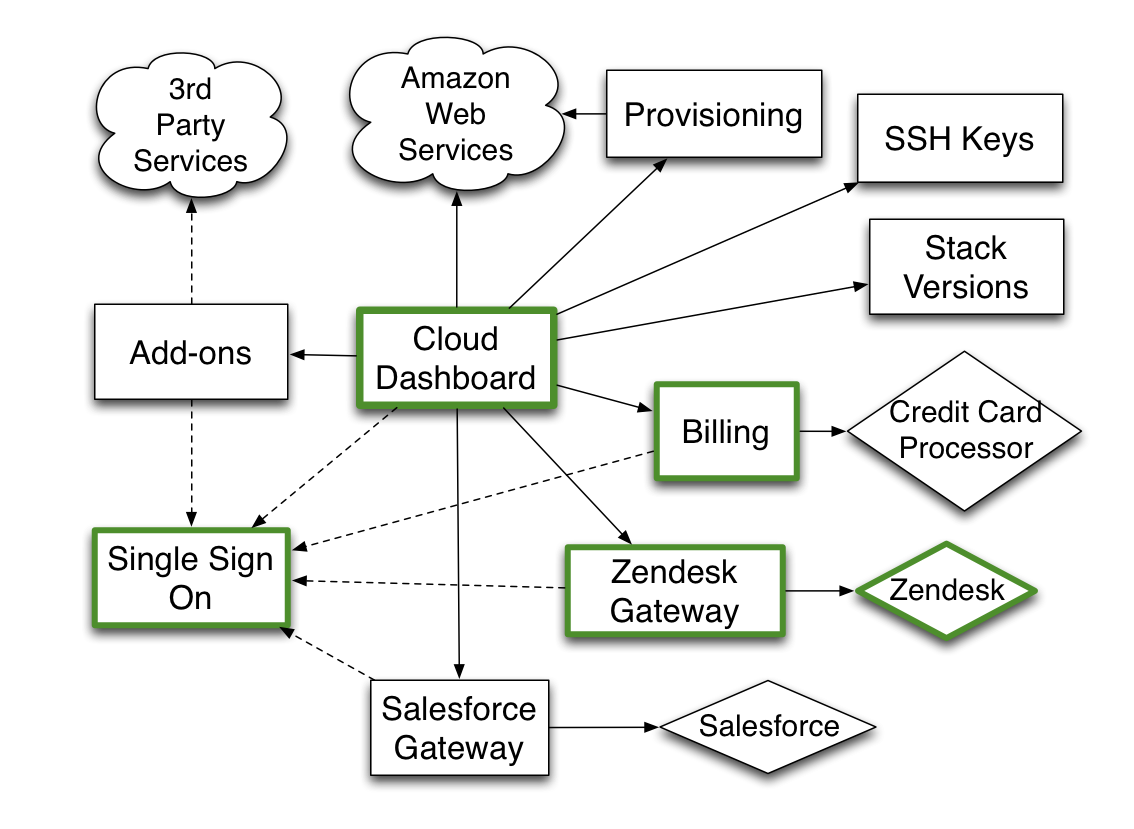 3rd
Party
Services
Amazon
Web
Services
Provisioning
SSH Keys
Stack
Versions
Add-ons
Cloud
Dashboard
Billing
Credit Card
Processor
Single Sign
On
Zendesk
Gateway
Zendesk
Salesforce
Gateway
Salesforce